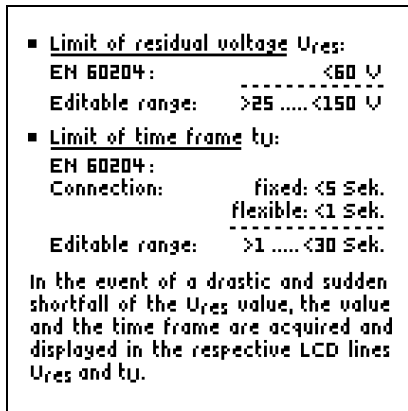 ▪ Limit of residual voltage Ures:
EN 60204: <60 V
Editable range: >25 ..... <150 V
▪ Limit of time frame tU:
EN 60204:
Connection: fixed: <5 Sek.
flexible: <1 Sek.
Editable range: >1 ..... <30 Sek.
In the event of a drastic and sudden
shortfall of the Ures value, the value
and the time frame are acquired and
displayed in the respective LCD lines
Ures and tU.